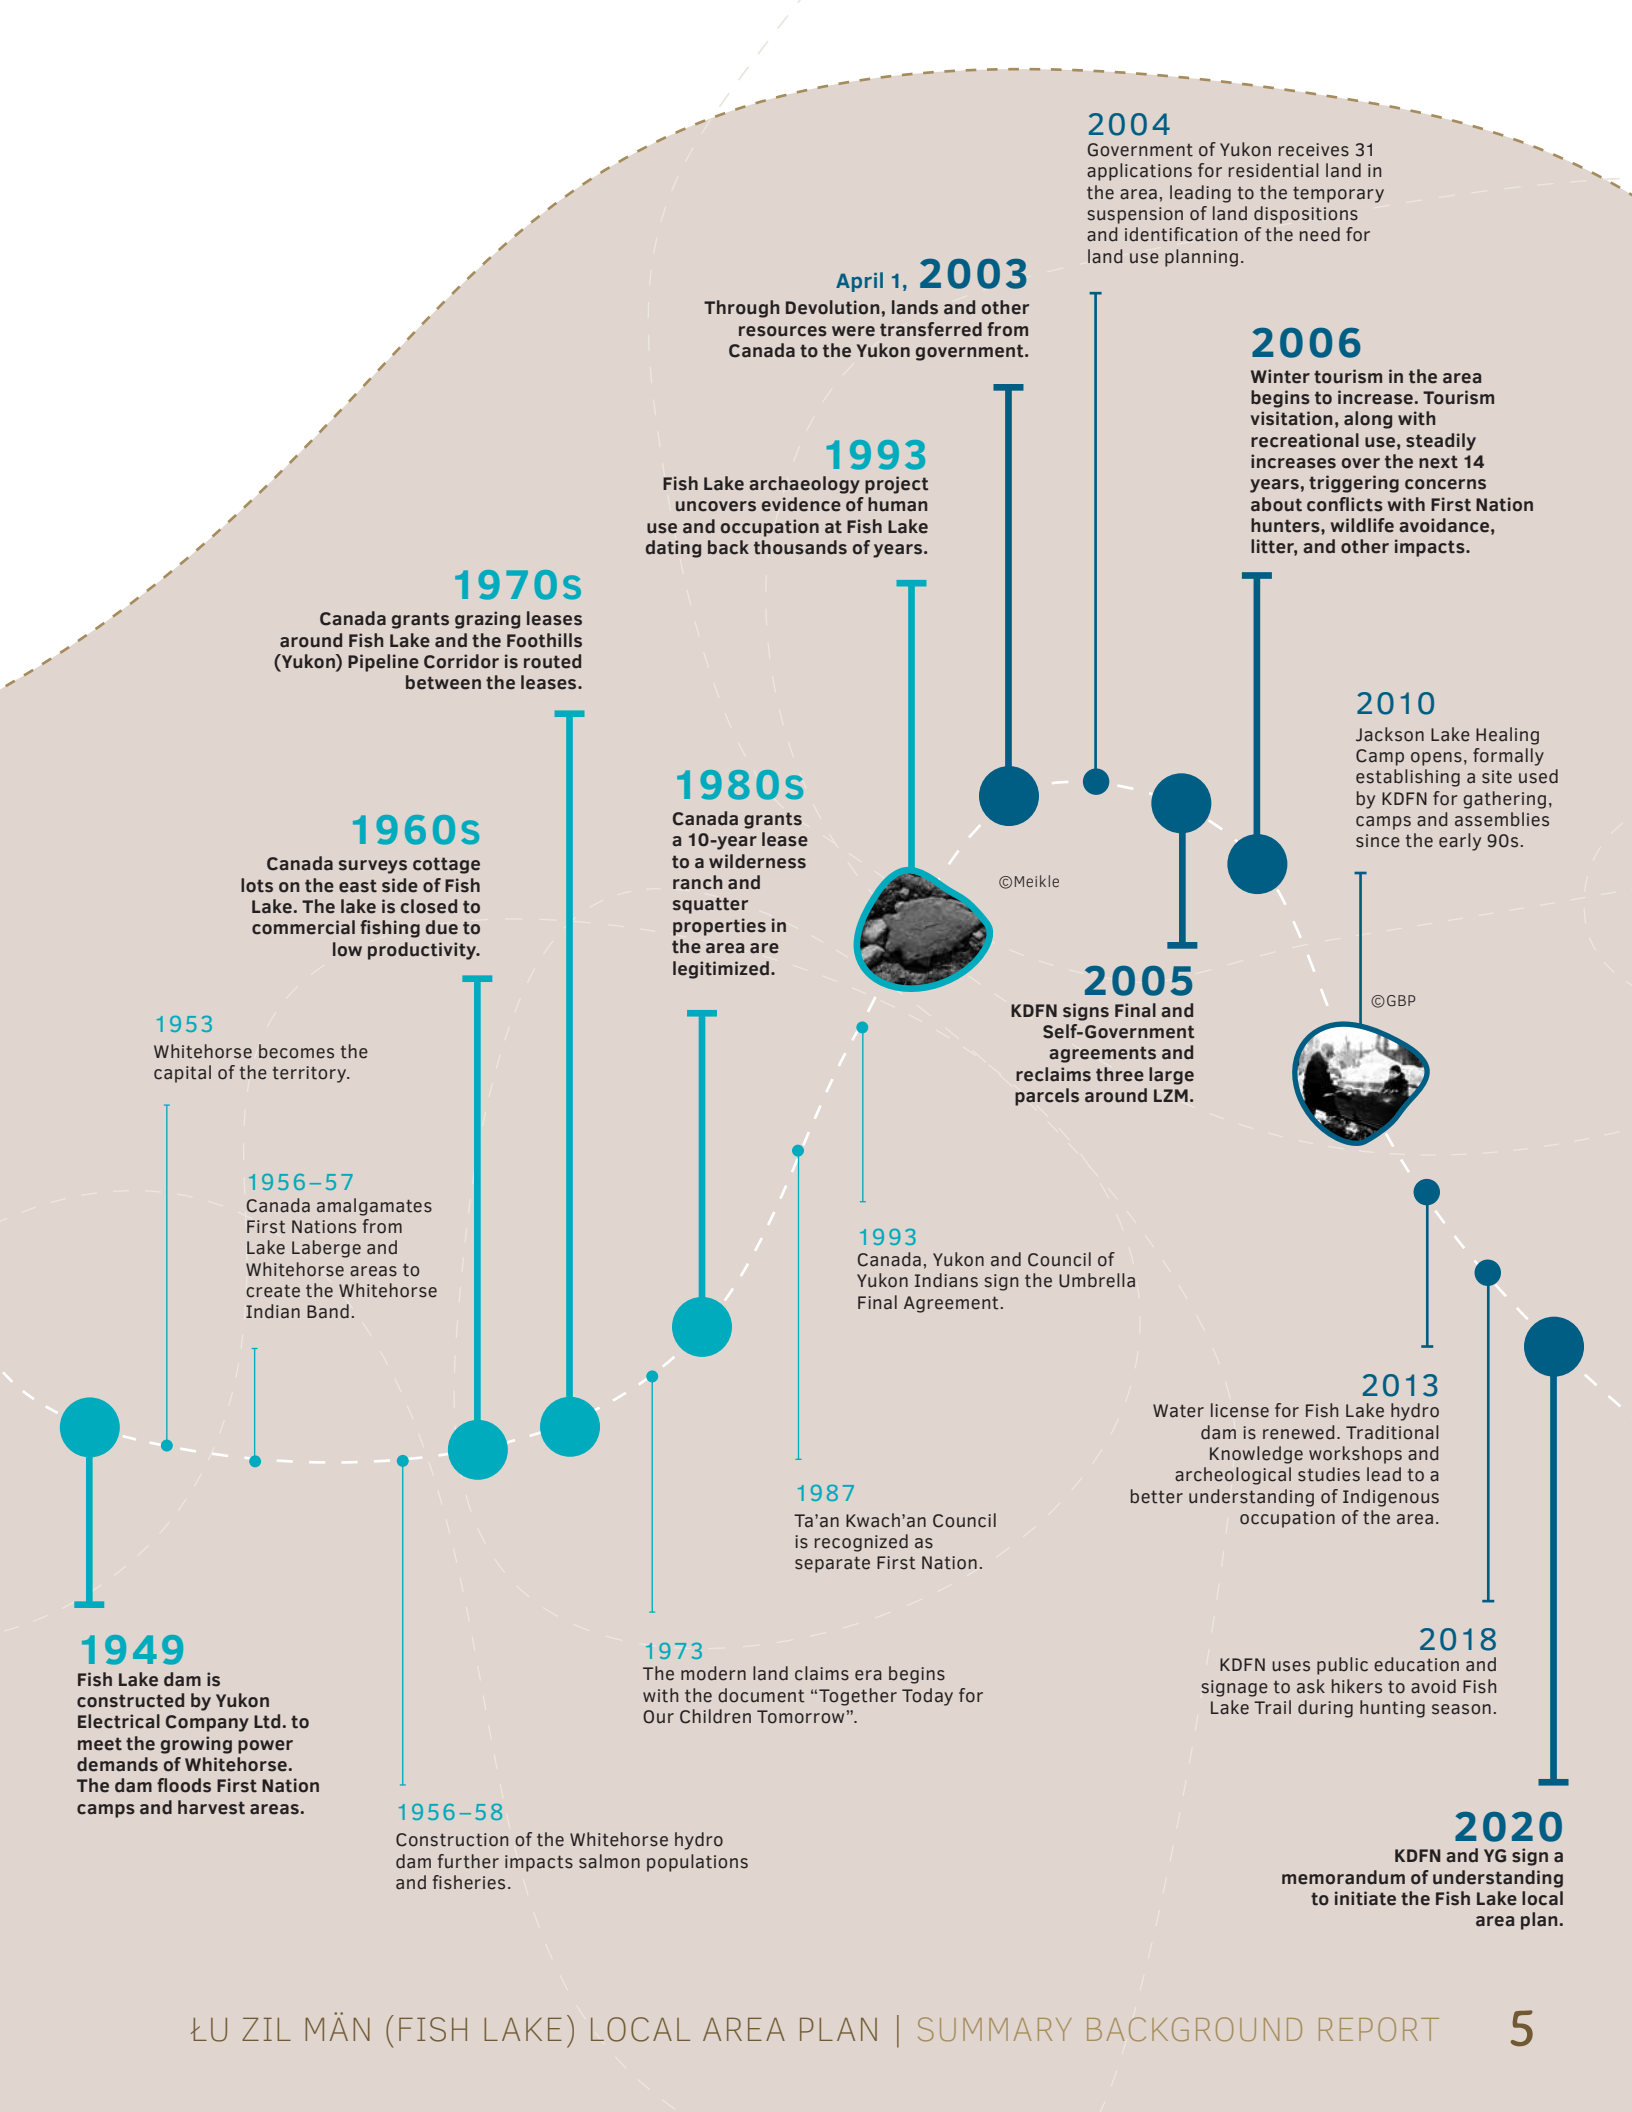 2004
Government of Yukon receives 31
applications for residential land in
the area, leading to the temporary
suspension of land dispositions
and identification of the need for
land use planning.
April 1, 2003
Through Devolution, lands and other
resources were transferred from
Canada to the Yukon government.
2006
Winter tourism in the area
begins to increase. Tourism
visitation, along with
recreational use, steadily
increases over the next 14
years, triggering concerns
about conflicts with First Nation
hunters, wildlife avoidance,
litter, and other impacts.
1993
Fish Lake archaeology project
uncovers evidence of human
use and occupation at Fish Lake
dating back thousands of years.
1970s
Canada grants grazing leases
around Fish Lake and the Foothills
(Yukon) Pipeline Corridor is routed
between the leases.
2010
Jackson Lake Healing
Camp opens, formally
establishing a site used
by KDFN for gathering,
camps and assemblies
since the early 90s.
1980s
Canada grants
a 10-year lease
to a wilderness
ranch and
squatter
properties in
the area are
legitimized.
1960s
Canada surveys cottage
lots on the east side of Fish
Lake. The lake is closed to
commercial fishing due to
low productivity.
©Meikle
2005
KDFN signs Final and
Self-Government
agreements and
reclaims three large
parcels around LZM.
©GBP
1953
Whitehorse becomes the
capital of the territory.
1956–57
Canada amalgamates
First Nations from
Lake Laberge and
Whitehorse areas to
create the Whitehorse
Indian Band.
1993
Canada, Yukon and Council of
Yukon Indians sign the Umbrella
Final Agreement.
2013
Water license for Fish Lake hydro
dam is renewed. Traditional
Knowledge workshops and
archeological studies lead to a
better understanding of Indigenous
occupation of the area.
1987
Ta'an Kwach'an Council
is recognized as
separate First Nation.
1949
Fish Lake dam is
constructed by Yukon
Electrical Company Ltd. to
meet the growing power
demands of Whitehorse.
The dam floods First Nation
camps and harvest areas.
1973
The modern land claims era begins
with the document “Together Today for
Our Children Tomorrow”.
2018
KDFN uses public education and
signage to ask hikers to avoid Fish
Lake Trail during hunting season.
1956–58
Construction of the Whitehorse hydro
dam further impacts salmon populations
and fisheries.
2020
KDFN and YG sign a
memorandum of understanding
to initiate the Fish Lake local
area plan.
ŁU ZIL MÄN (FISH LAKE) LOCAL AREA PLAN | SUMMARY BACKGROUND REPORT 5